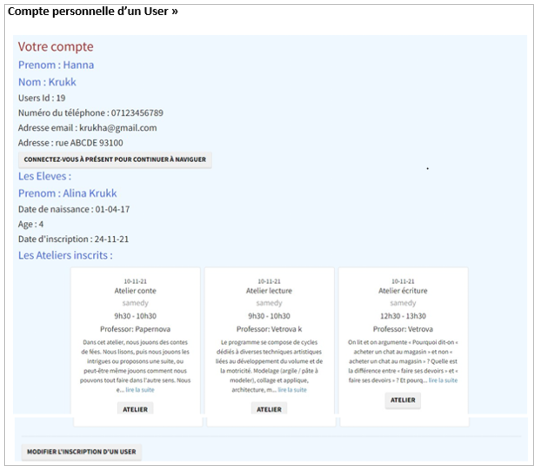 Compte personnelle d'un User »
Votre compte
Prenom : Hanna
Nom : Krukk
Users Id : 19
Numéro du téléphone : 07123456789
Adresse email : krukha@gmail.com
Adresse : rue ABCDE 93100
CONNECTEZ-VOUS À PRÉSENT POUR CONTINUER À NAVIGUER
Les Eleves :
Prenom : Alina Krukk
Date de naissance : 01-04-17
Age : 4
Date d'inscription : 24-11-21
Les Ateliers inscrits :
10-11-21
Atelier conte
samedy
9h30 - 10h30
Professor: Papernova
Dans cet atelier, nous jouons des contes
de fées. Nous lisons, puis nous jouons les
intrigues ou proposons une suite, ou
peut-être même jouons comment nous
pouvons tout faire dans l'autre sens. Nous
e... lire la suite
ATELIER
10-11-21
Atelier lecture
samedy
9h30 - 10h30
Professor: Vetrova k
Le programme se compose de cycles
dédiés à diverses techniques artistiques
liées au développement du volume et de
la motricité. Modelage (argile / pâte à
modeler), collage et applique,
architecture, m... lire la suite
ATELIER
10-11-21
Atelier écriture
samedy
12h30 - 13h30
Professor: Vetrova
On lit et on argumente « Pourquoi dit-on «
acheter un chat au magasin » et non «
acheter un chat au magasin » ? Quelle est
la différence entre « faire ses devoirs » et «
faire ses devoirs » ? Et pourq... lire la suite
ATELIER
MODIFIER L'INSCRIPTION D'UN USER